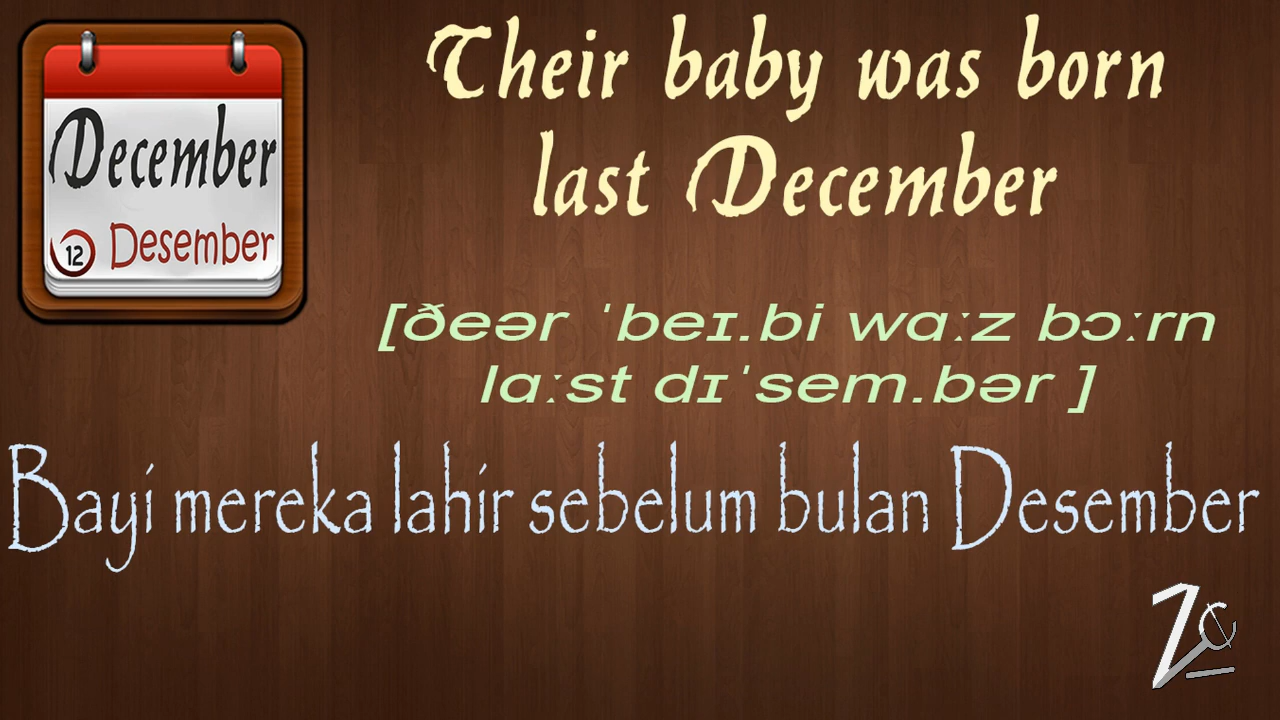 December
12 Desember
Their baby was born
last December
[ðeər ˈbeɪ.bi wɑːz bɔːrn
lɑːst dɪˈsem.bər ]
Bayi mereka lahir sebelum bulan Desember